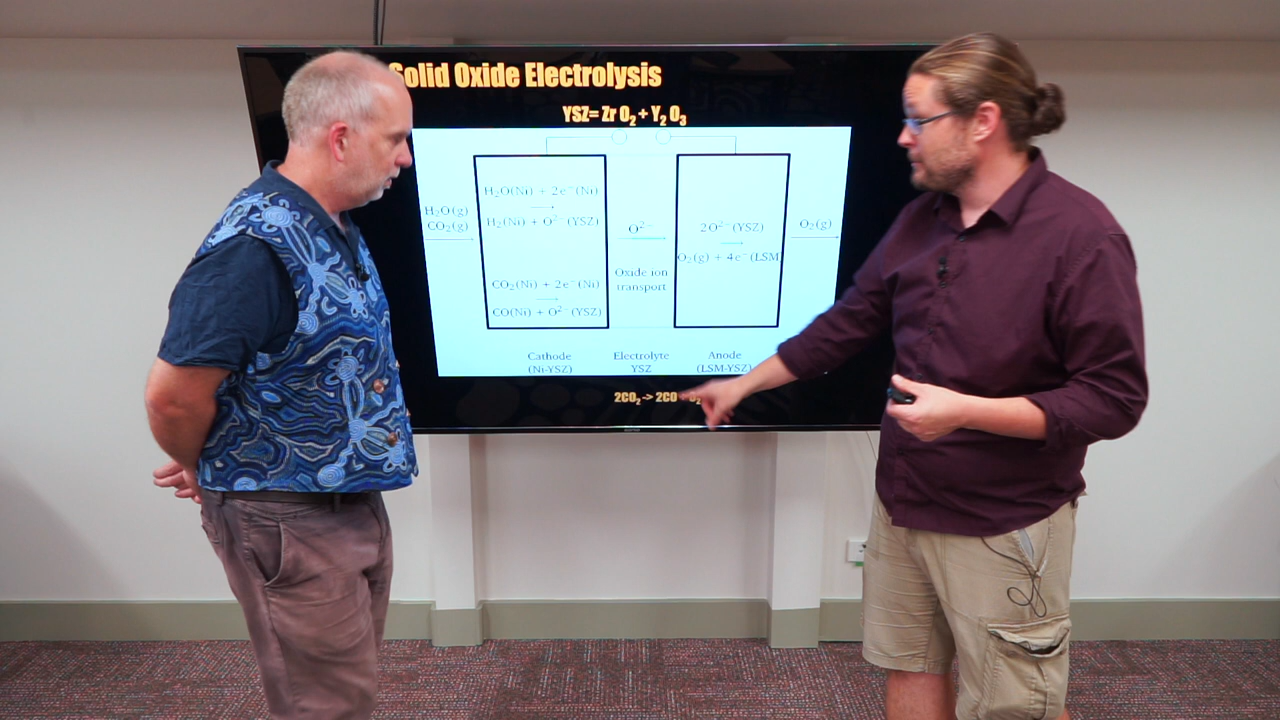 Solid Oxide Electrolysis
YSZ= Zr O₂ + Y₂ O₃
H₂O(g)
CO₂(g)
H₂O(Ni) + 2e⁻(Ni)
→
H₂(Ni) + O²⁻(YSZ)
CO₂(Ni) + 2e⁻(Ni)
→
CO(Ni) + O²⁻(YSZ)
O²⁻
Oxide ion
transport
2O²⁻(YSZ)
→
O₂(g) + 4e⁻(LSM
O₂(g)
Cathode
(Ni-YSZ)
Electrolyte
YSZ
Anode
(LSM-YSZ)
2CO₂ -> 2CO